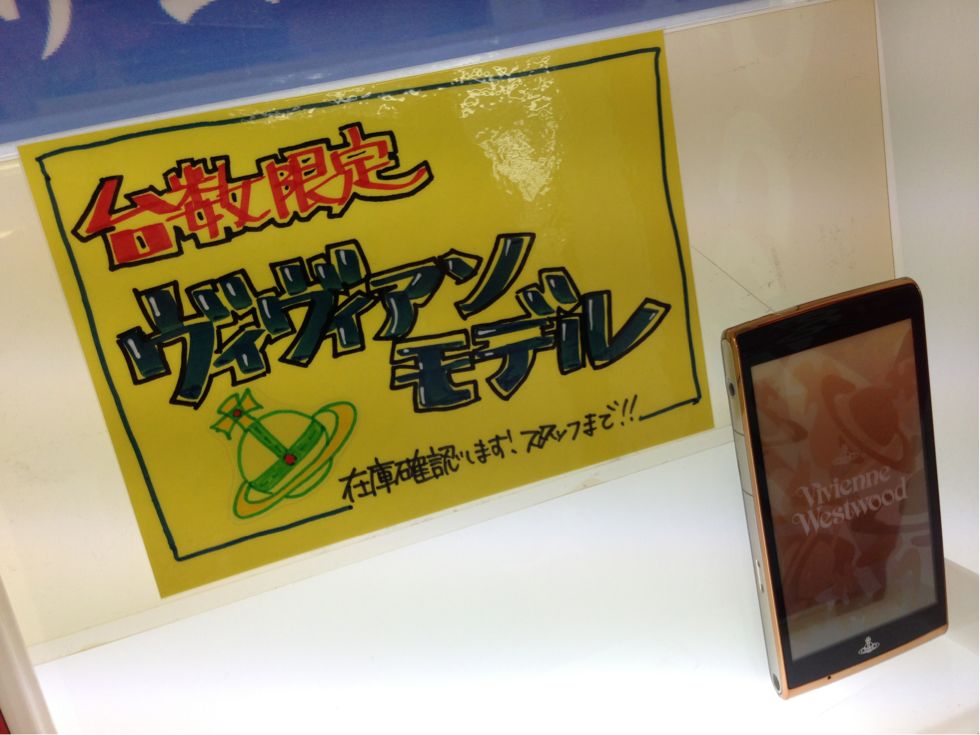 台数限定
ヴィヴィアン
モデル
在庫確認します!スタッフまで!!
Vivienne
Westwood